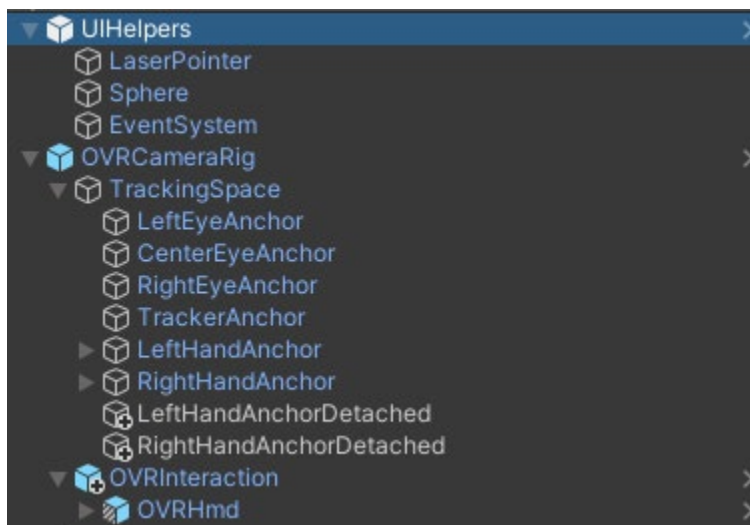 UIHelpers
LaserPointer
Sphere
EventSystem
OVRCameraRig
TrackingSpace
LeftEyeAnchor
CenterEyeAnchor
RightEyeAnchor
TrackerAnchor
LeftHandAnchor
RightHandAnchor
LeftHandAnchorDetached
RightHandAnchorDetached
OVRInteraction
OVRHmd